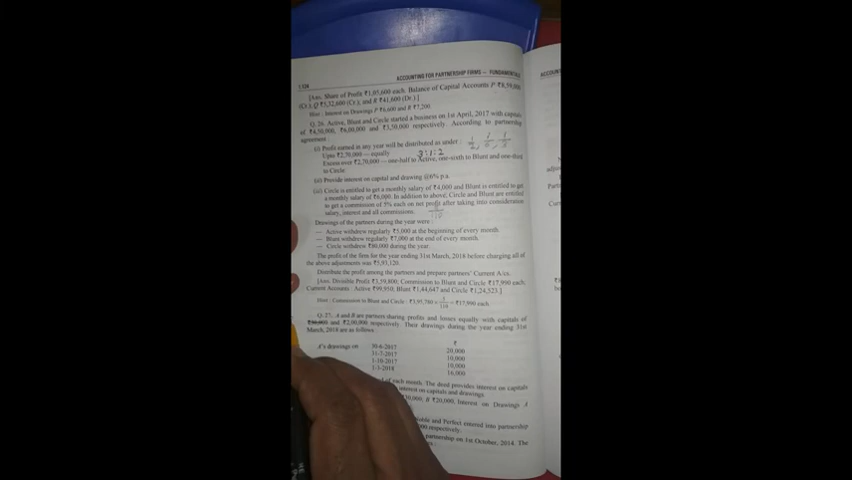 ACCOUNTING FOR PARTNERSHIP FIRMS – FUNDAMENTALS
[Ans. Share of Profit ₹1,05,600 each. Balance of Capital Accounts P
(Cr.); Q ₹5,32,600 (Cr.); and R ₹41,600 (Dr.).]
Hint : Interest on Drawings P ₹6,600 and R ₹7,200.
Q. 26. Active, Blunt and Circle started a business on 1st April, 2017 with capitals
of ₹4,50,000, ₹6,00,000 and ₹3,50,000 respectively. According to partnership
agreement :
(i) Profit earned in any year will be distributed as under :
Upto ₹2,70,000 — equally 3:1:2
Excess over ₹2,70,000 — one-half to Active, one-sixth to Blunt and one-third
to Circle.
(ii) Provide interest on capital and drawing @6% p.a.
(iii) Circle is entitled to get a monthly salary of ₹4,000 and Blunt is entitled to get
a monthly salary of ₹6,000. In addition to above, Circle and Blunt are entitled
to get a commission of 5% each on net profit after taking into consideration
salary, interest and all commissions.
Drawings of the partners during the year were :
— Active withdrew regularly ₹5,000 at the beginning of every month.
— Blunt withdrew regularly ₹7,000 at the end of every month.
— Circle withdrew ₹90,000 during the year.
The profit of the firm for the year ending 31st March, 2018 before charging all of
the above adjustments was ₹5,93,120.
Distribute the profit among the partners and prepare partners' Current A/cs.
[Ans. Divisible Profit ₹3,59,800; Commission to Blunt and Circle ₹17,990 each;
Current Accounts : Active ₹99,950; Blunt ₹1,44,647 and Circle ₹1,24,523.]
Hint : Commission to Blunt and Circle : ₹3,95,780 × 5/110 = ₹17,990 each.
Q. 27. A and B are partners sharing profits and losses equally with capitals of
and ₹2,00,000 respectively. Their drawings during the year ending 31st
March, 2018 are as follows :
₹
A's drawings on 30-6-2017 20,000
31-7-2017 10,000
1-10-2017 10,000
1-3-2018 16,000
of each month. The deed provides interest on capitals
interest on capitals and drawings.
B ₹20,000, Interest on Drawings A
Noble and Perfect entered into partnership
respectively.
partnership on 1st October, 2014. The